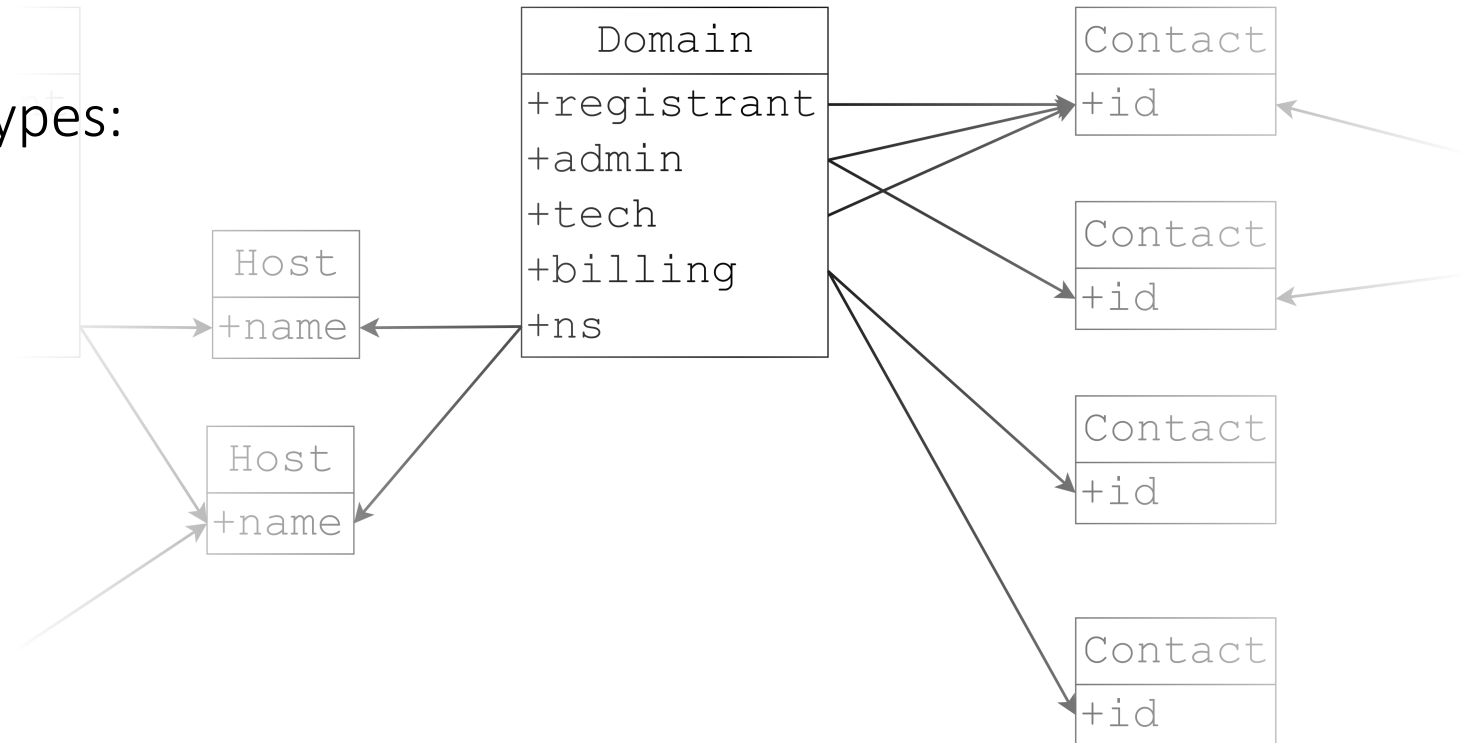 ypes:
Domain
+registrant
+admin
+tech
+billing
+ns
Host
+name
Host
+name
Contact
+id
Contact
+id
Contact
+id
Contact
+id